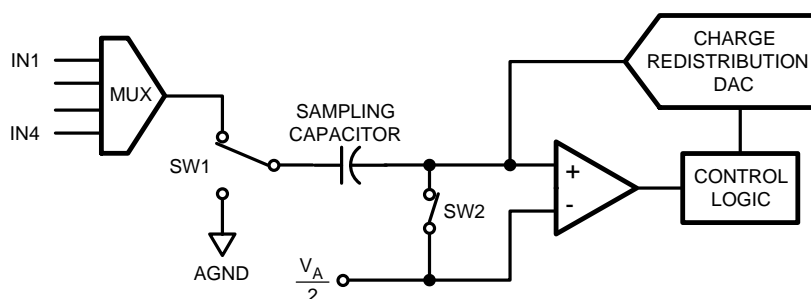 IN1
MUX
IN4
SW1
AGND
SAMPLING
CAPACITOR
SW2
V_A
2
+
-
CHARGE
REDISTRIBUTION
DAC
CONTROL
LOGIC